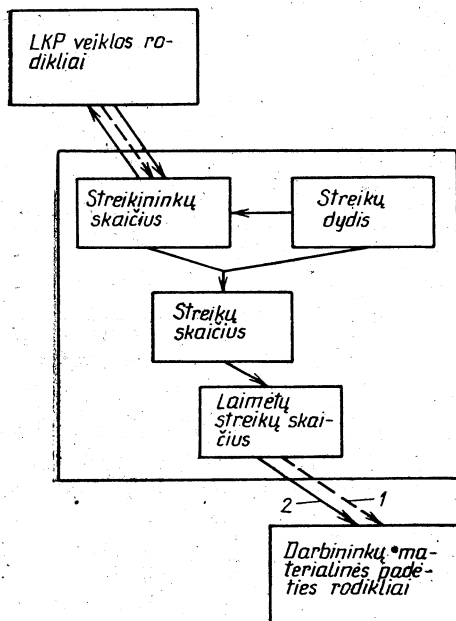 LKP veiklos ro-
dikliai
Streikininkų
skaičius
Streikų
dydis
Streikų
skaičius
Laimėtų
streikų skai-
čius
2
1
Darbininkų ma-
terialinės padė-
ties rodikliai